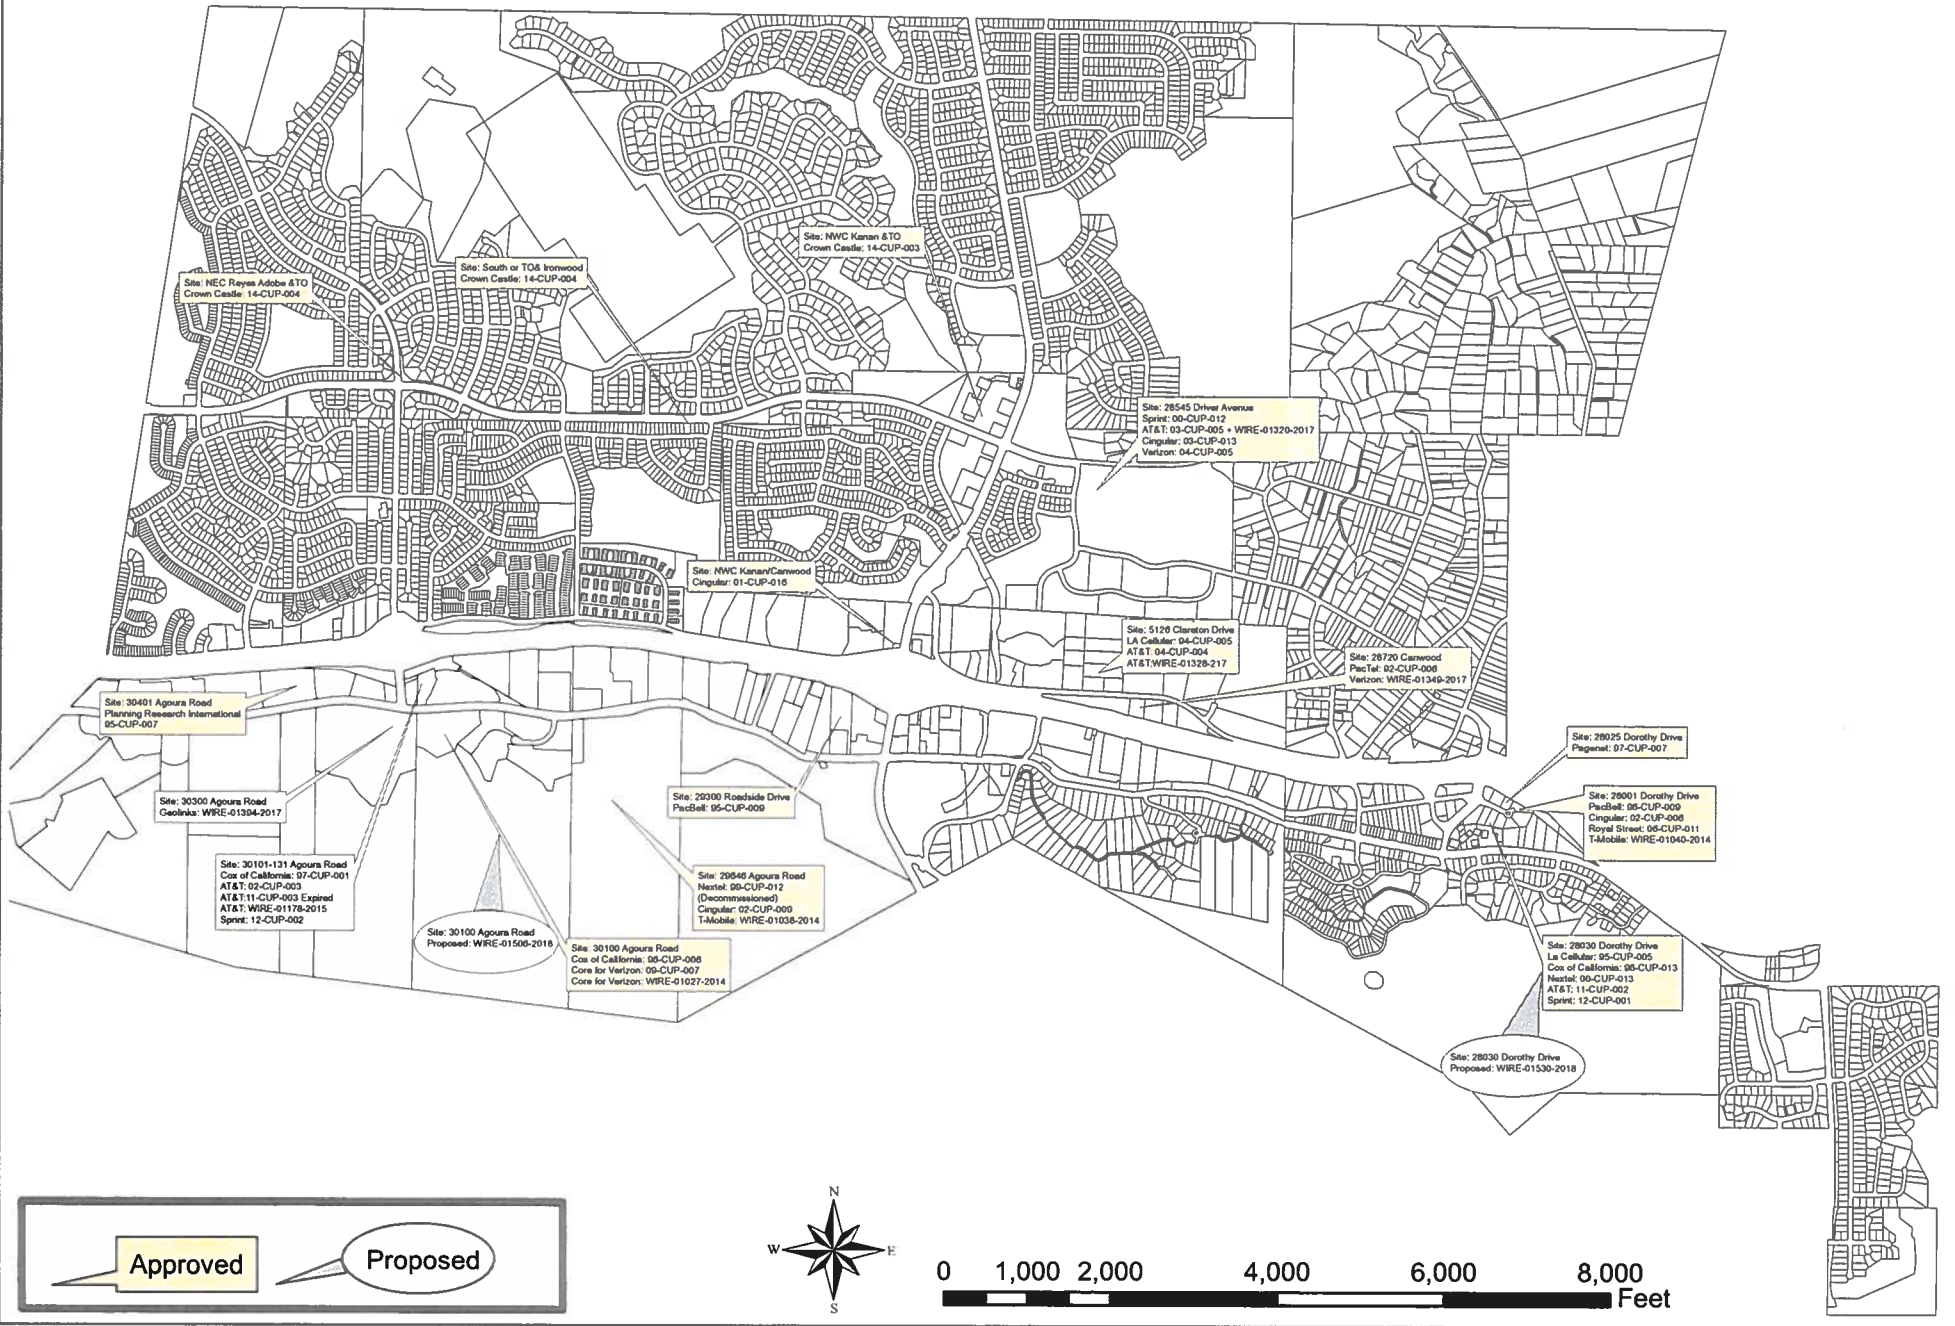 Site: NWC Kanan &TO
Crown Castle: 14-CUP-003
Site: South or TO& Ironwood
Crown Castle: 14-CUP-004
Site: NEC Reyes Adobe &TO
Crown Castle: 14-CUP-004
Site: 28545 Driver Avenue
Sprint: 00-CUP-012
AT&T: 03-CUP-005 + WIRE-01320-2017
Cingular: 03-CUP-013
Verizon: 04-CUP-005
Site: NWC Kanan/Canwood
Cingular: 01-CUP-016
Site: 5126 Clareton Drive
LA Cellular: 94-CUP-005
AT&T: 04-CUP-004
AT&T:WIRE-01328-217
Site: 28720 Canwood
PacTel: 92-CUP-006
Verizon: WIRE-01349-2017
Site: 30401 Agoura Road
Planning Research International
95-CUP-007
Site: 28025 Dorothy Drive
Pagenet: 97-CUP-007
Site: 30300 Agoura Road
Geolinks: WIRE-01394-2017
Site: 29300 Roadside Drive
PacBell: 95-CUP-009
Site: 28001 Dorothy Drive
PacBell: 96-CUP-009
Cingular: 02-CUP-006
Royal Street: 06-CUP-011
T-Mobile: WIRE-01040-2014
Site: 30101-131 Agoura Road
Cox of California: 97-CUP-001
AT&T: 02-CUP-003
AT&T:11-CUP-003 Expired
AT&T: WIRE-01178-2015
Sprint: 12-CUP-002
Site: 29646 Agoura Road
Nextel: 99-CUP-012
(Decommissioned)
Cingular: 02-CUP-009
T-Mobile: WIRE-01036-2014
Site: 30100 Agoura Road
Proposed: WIRE-01506-2018
Site: 30100 Agoura Road
Cox of California: 96-CUP-006
Core for Verizon: 09-CUP-007
Core for Verizon: WIRE-01027-2014
Site: 28030 Dorothy Drive
La Cellular: 95-CUP-005
Cox of California: 96-CUP-013
Nextel: 00-CUP-013
AT&T: 11-CUP-002
Sprint: 12-CUP-001
Site: 28030 Dorothy Drive
Proposed: WIRE-01530-2018
Approved
Proposed
N
W E
S
0 1,000 2,000 4,000 6,000 8,000
Feet